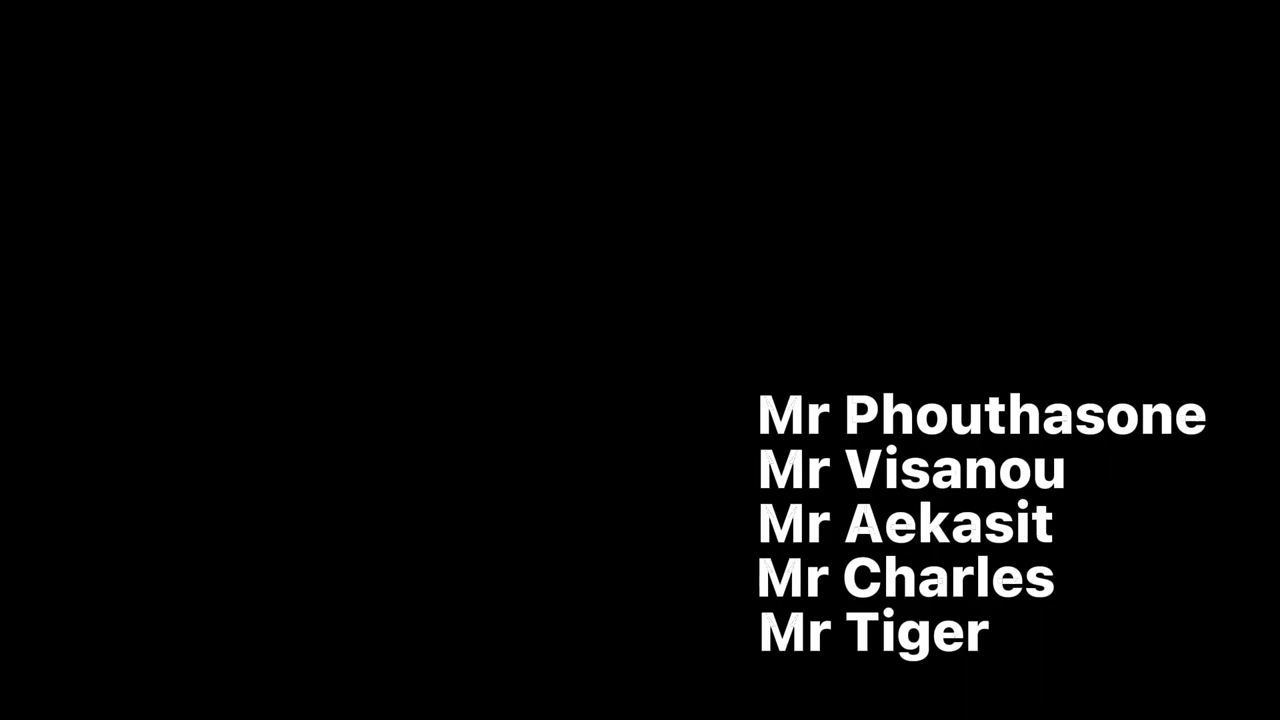 Mr Phouthasone
Mr Visanou
Mr Aekasit
Mr Charles
Mr Tiger